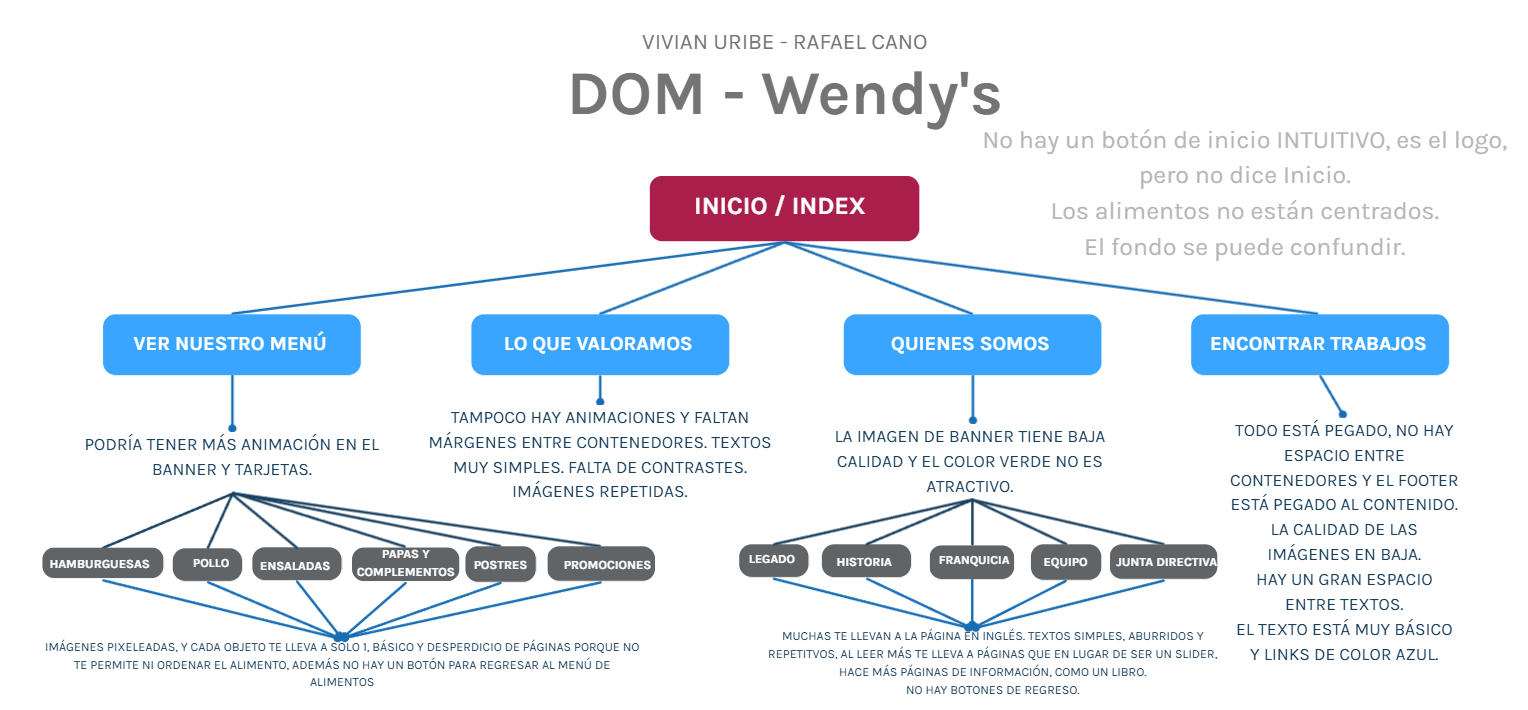 VIVIAN URIBE - RAFAEL CANO
DOM - Wendy's
No hay un botón de inicio INTUITIVO, es el logo,
pero no dice Inicio.
Los alimentos no están centrados.
El fondo se puede confundir.
INICIO / INDEX
VER NUESTRO MENÚ
LO QUE VALORAMOS
QUIENES SOMOS
ENCONTRAR TRABAJOS
PODRÍA TENER MÁS ANIMACIÓN EN EL
BANNER Y TARJETAS.
TAMPOCO HAY ANIMACIONES Y FALTAN
MÁRGENES ENTRE CONTENEDORES. TEXTOS
MUY SIMPLES. FALTA DE CONTRASTES.
IMÁGENES REPETIDAS.
LA IMAGEN DE BANNER TIENE BAJA
CALIDAD Y EL COLOR VERDE NO ES
ATRACTIVO.
TODO ESTÁ PEGADO, NO HAY
ESPACIO ENTRE
CONTENEDORES Y EL FOOTER
ESTÁ PEGADO AL CONTENIDO.
LA CALIDAD DE LAS
IMÁGENES EN BAJA.
HAY UN GRAN ESPACIO
ENTRE TEXTOS.
EL TEXTO ESTÁ MUY BÁSICO
Y LINKS DE COLOR AZUL.
HAMBURGUESAS
POLLO
ENSALADAS
PAPAS Y
COMPLEMENTOS
POSTRES
PROMOCIONES
LEGADO
HISTORIA
FRANQUICIA
EQUIPO
JUNTA DIRECTIVA
IMÁGENES PIXELEADAS, Y CADA OBJETO TE LLEVA A SOLO 1, BÁSICO Y DESPERDICIO DE PÁGINAS PORQUE NO
TE PERMITE NI ORDENAR EL ALIMENTO, ADEMÁS NO HAY UN BOTÓN PARA REGRESAR AL MENÚ DE
ALIMENTOS
MUCHAS TE LLEVAN A LA PÁGINA EN INGLÉS. TEXTOS SIMPLES, ABURRIDOS Y
REPETITVOS, AL LEER MÁS TE LLEVA A PÁGINAS QUE EN LUGAR DE SER UN SLIDER,
HACE MÁS PÁGINAS DE INFORMACIÓN, COMO UN LIBRO.
NO HAY BOTONES DE REGRESO.